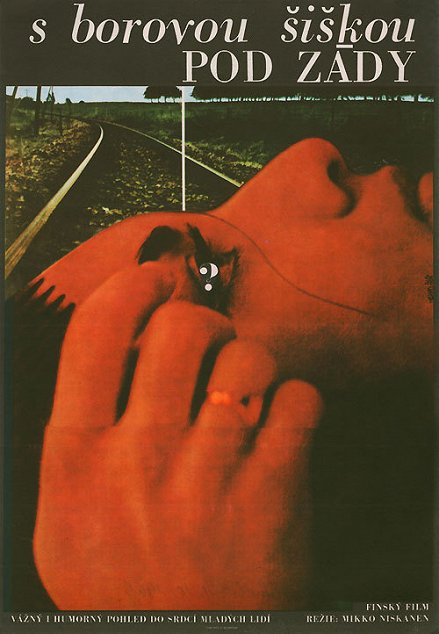 s borovou šiškou
POD ZÁDY
?
FINSKÝ FILM
VÁŽNÝ I HUMORNÝ POHLED DO SRDCÍ MLADÝCH LIDÍ
REŽIE: MIKKO NISKANEN